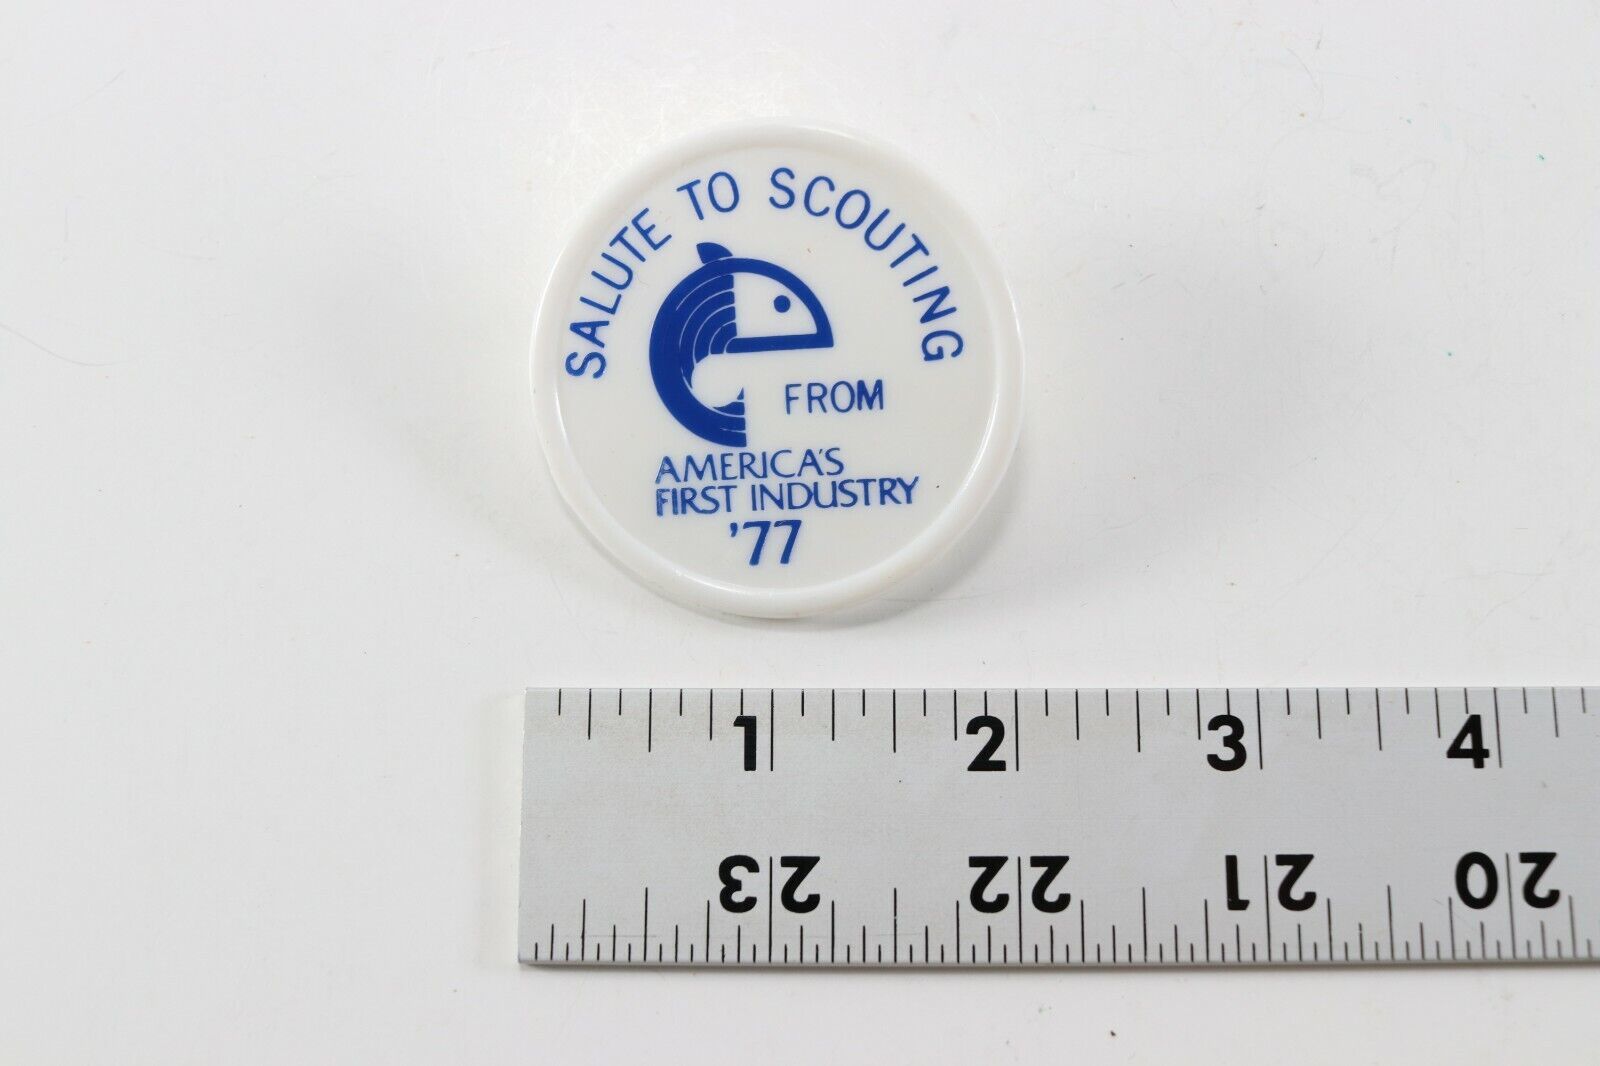 SALUTE TO SCOUTING
FROM
AMERICA'S
FIRST INDUSTRY
'77
1 2 3 4
23 22 21 20